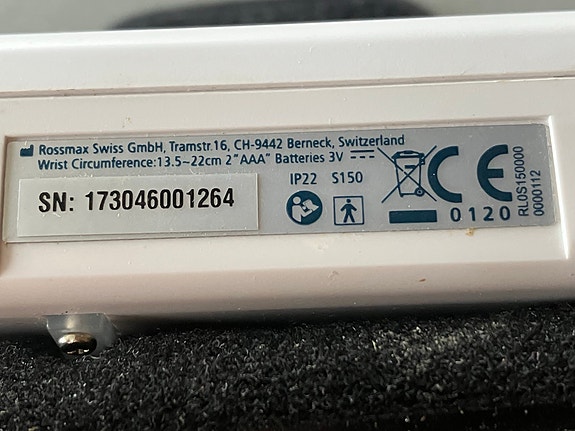 Rossmax Swiss GmbH, Tramstr.16, CH-9442 Berneck, Switzerland
Wrist Circumference:13.5~22cm 2"AAA" Batteries 3V
SN: 173046001264
IP22 S150
CE
0120
RL0S150000
0000112